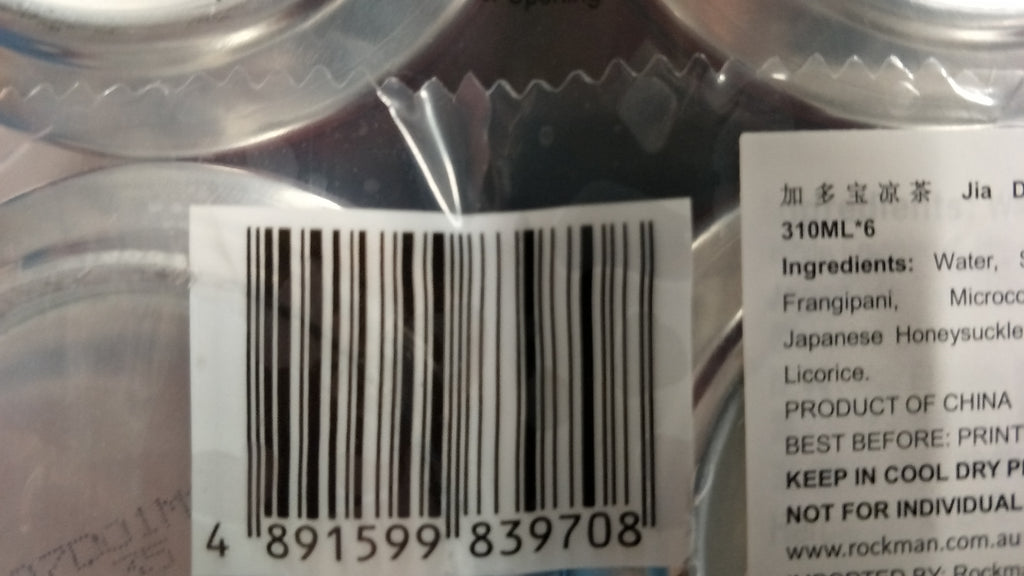 Opening
加多宝凉茶 Jia
310ML*6
Ingredients: Water,
Frangipani,
Japanese Honeysuckle
Licorice.
PRODUCT OF CHINA
BEST BEFORE: PRINT
KEEP IN COOL DRY
NOT FOR INDIVIDUAL
www.rockman.com.au
4 891599 839708